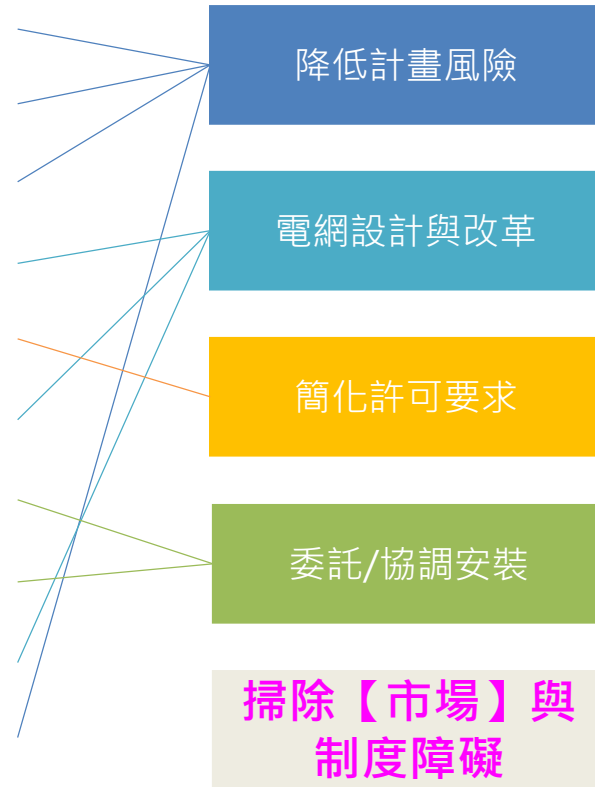 降低計畫風險
電網設計與改革
簡化許可要求
委託/協調安裝
掃除【市場】與
制度障礙